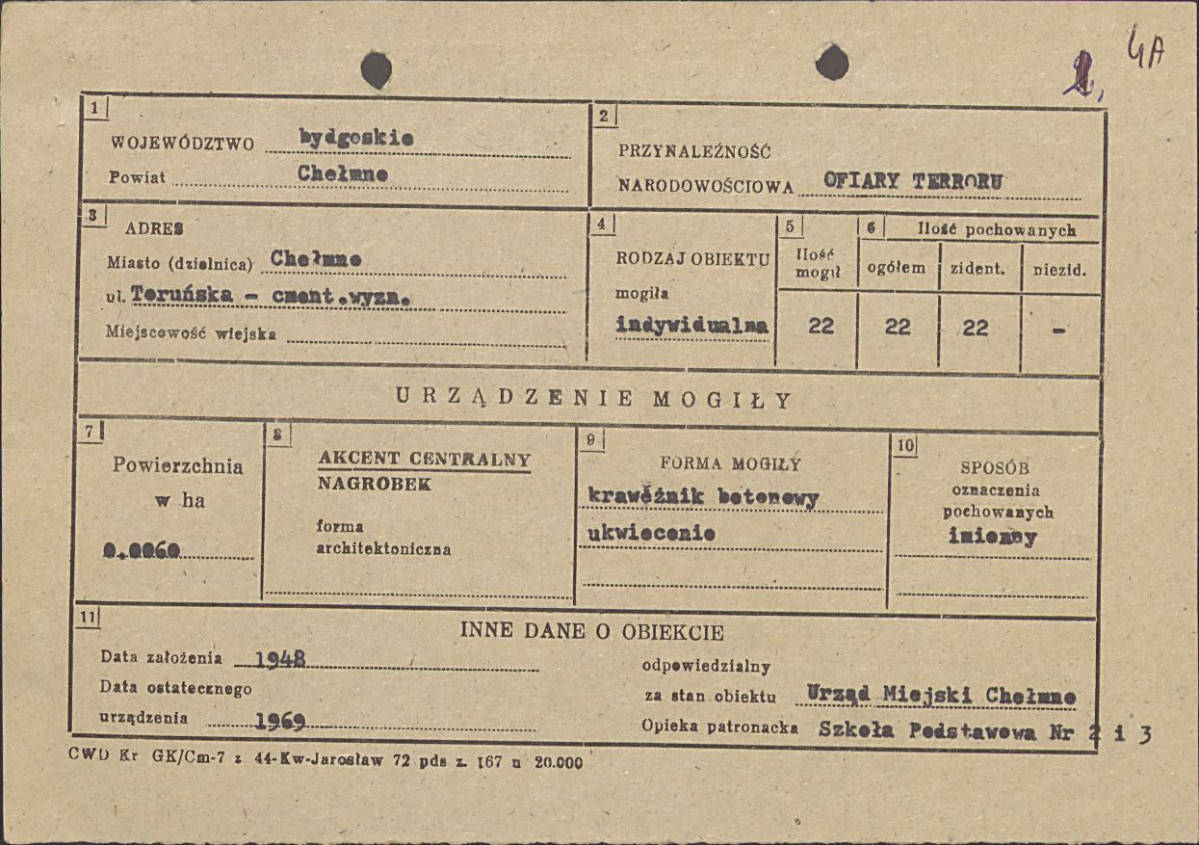 4A
2.
1
WOJEWÓDZTWO bydgoskie
Powiat Chełmno
2
PRZYNALEŻNOŚĆ
NARODOWOŚCIOWA OFIARY TERRORU
3
ADRES
Miasto (dzielnica) Chełmno
ul. Toruńska - cment.wyzn.
Miejscowość wiejska
4
RODZAJ OBIEKTU
mogiła
indywidualna
5
Ilość
mogił
22
6 Ilość pochowanych
ogółem zident. niezid.
22 22 -
URZĄDZENIE MOGIŁY
7
Powierzchnia
w ha
0.0060
8
AKCENT CENTRALNY
NAGROBEK
forma
architektoniczna
9
FORMA MOGIŁY
krawężnik betonowy
ukwiecenie
10
SPOSÓB
oznaczenia
pochowanych
imienny
11
INNE DANE O OBIEKCIE
Data założenia 1948
Data ostatecznego
urządzenia 1969
odpowiedzialny
za stan obiektu Urząd Miejski Chełmno
Opieka patronacka Szkoła Podstawowa Nr 2 i 3
CWD Kr GK/Cm-7 z 44-Kw-Jarosław 72 pds z. 167 n 20.000